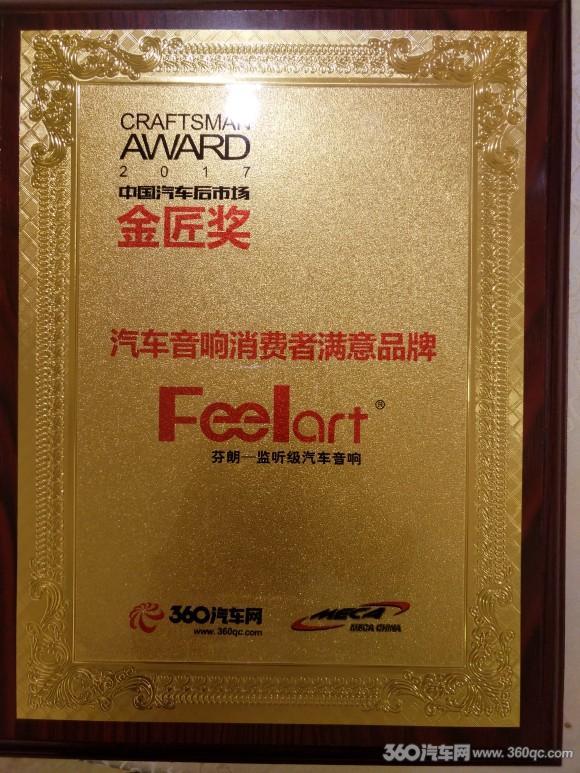 CRAFTSMAN
AWARD
2017
中国汽车后市场
金匠奖
汽车音响消费者满意品牌
Feelart®
芬朗—监听级汽车音响
360汽车网
www.360qc.com
MECA
MECA CHINA
360汽车网 www.360qc.com